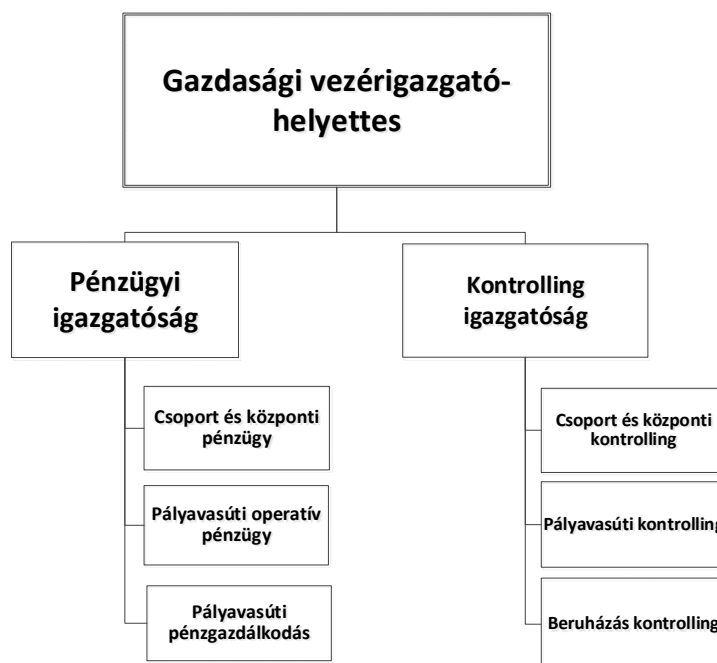 Gazdasági vezérigazgató-
helyettes
Pénzügyi
igazgatóság
Kontrolling
igazgatóság
Csoport és központi
pénzügy
Pályavasúti operatív
pénzügy
Pályavasúti
pénzgazdálkodás
Csoport és központi
kontrolling
Pályavasúti kontrolling
Beruházás kontrolling